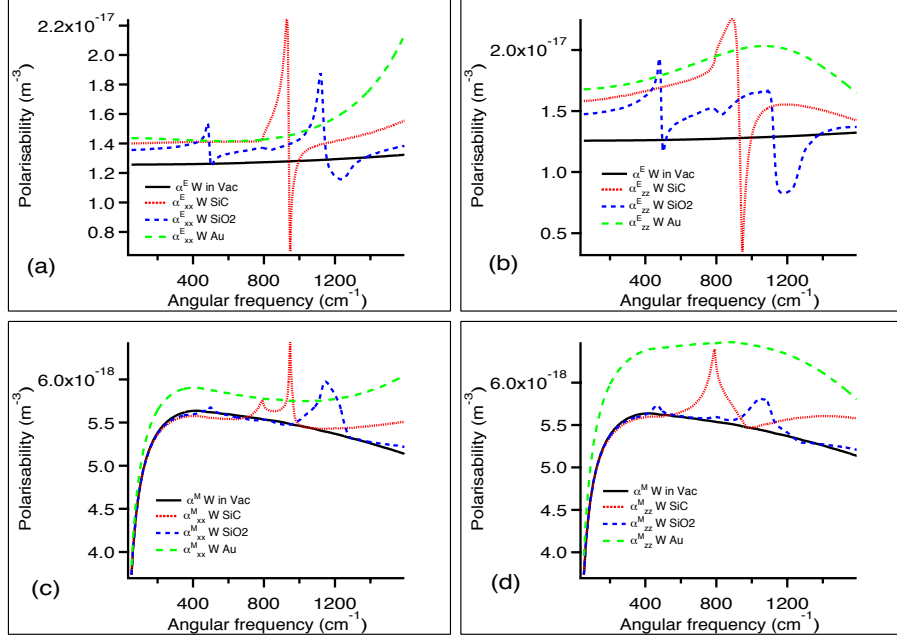 2.2x10⁻¹⁷
2.0
1.8
1.6
1.4
1.2
1.0
0.8
Polarisability (m⁻³)
α^E W in Vac
α^E_xx W SiC
α^E_xx W SiO2
α^E_xx W Au
(a)
400 800 1200
Angular frequency (cm⁻¹)
2.0x10⁻¹⁷
1.5
1.0
0.5
Polarisability (m⁻³)
α^E W in Vac
α^E_zz W SiC
α^E_zz W SiO2
α^E_zz W Au
(b)
400 800 1200
Angular frequency (cm⁻¹)
6.0x10⁻¹⁸
5.5
5.0
4.5
4.0
Polarisability (m⁻³)
α^M W in Vac
α^M_xx W SiC
α^M_xx W SiO2
α^M_xx W Au
(c)
400 800 1200
Angular frequency (cm⁻¹)
6.0x10⁻¹⁸
5.5
5.0
4.5
4.0
Polarisability (m⁻³)
α^M W in Vac
α^M_zz W SiC
α^M_zz W SiO2
α^M_zz W Au
(d)
400 800 1200
Angular frequency (cm⁻¹)